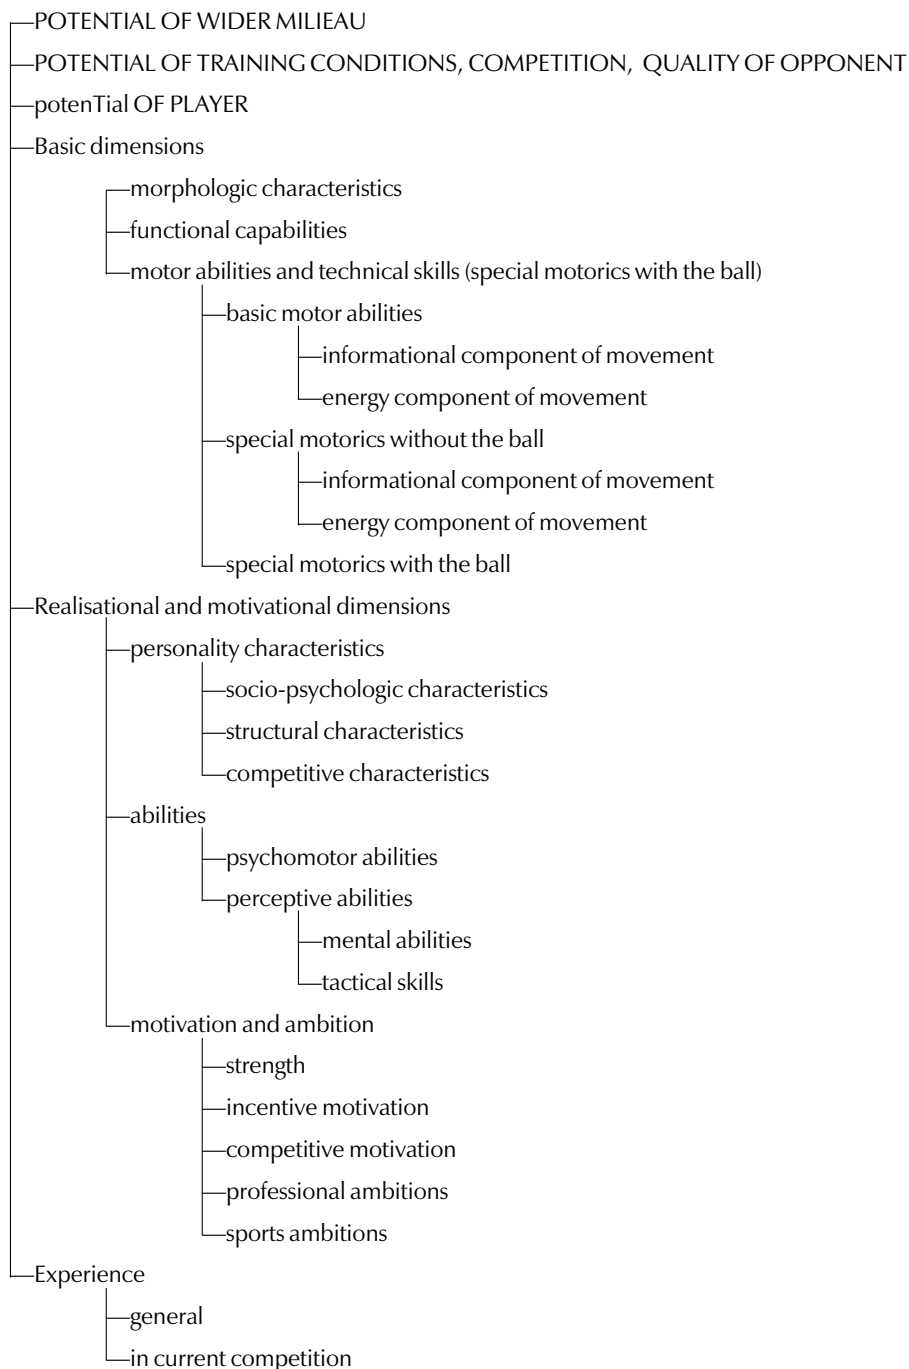 POTENTIAL OF WIDER MILIEAU
POTENTIAL OF TRAINING CONDITIONS, COMPETITION, QUALITY OF OPPONENT
potenTial OF PLAYER
Basic dimensions
morphologic characteristics
functional capabilities
motor abilities and technical skills (special motorics with the ball)
basic motor abilities
informational component of movement
energy component of movement
special motorics without the ball
informational component of movement
energy component of movement
special motorics with the ball
Realisational and motivational dimensions
personality characteristics
socio-psychologic characteristics
structural characteristics
competitive characteristics
abilities
psychomotor abilities
perceptive abilities
mental abilities
tactical skills
motivation and ambition
strength
incentive motivation
competitive motivation
professional ambitions
sports ambitions
Experience
general
in current competition